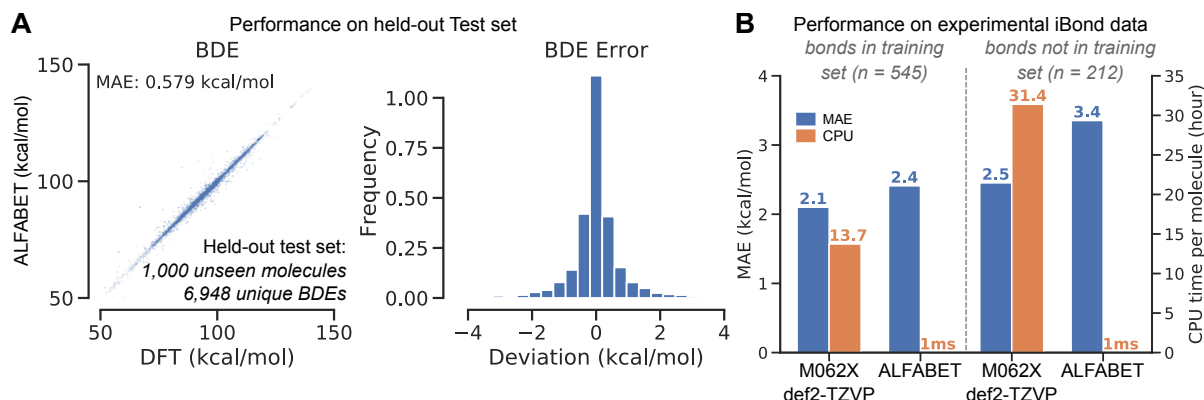 A
Performance on held-out Test set
BDE
MAE: 0.579 kcal/mol
150
100
50
ALFABET (kcal/mol)
Held-out test set:
1,000 unseen molecules
6,948 unique BDEs
50
100
150
DFT (kcal/mol)
BDE Error
Frequency
1.00
0.75
0.50
0.25
0.00
−4
−2
0
2
4
Deviation (kcal/mol)
B
Performance on experimental iBond data
bonds in training
set (n = 545)
bonds not in training
set (n = 212)
MAE
CPU
MAE (kcal/mol)
4
3
2
1
0
2.1
13.7
2.4
1ms
2.5
31.4
3.4
1ms
35
30
25
20
15
10
5
0
CPU time per molecule (hour)
M062X
def2-TZVP
ALFABET
M062X
def2-TZVP
ALFABET